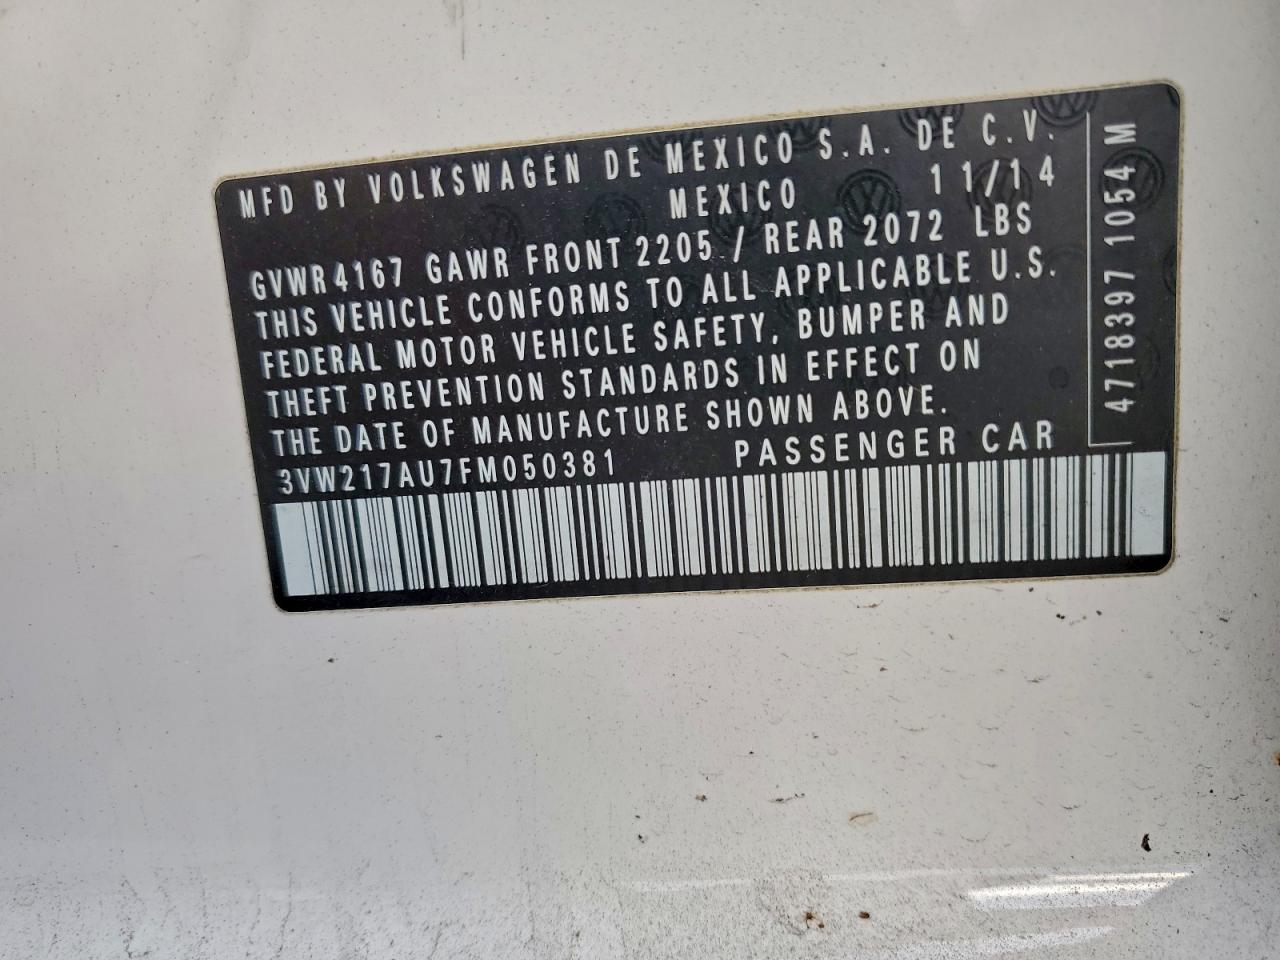 MFD BY VOLKSWAGEN DE MEXICO S.A. DE C.V.
MEXICO 11/14
GVWR 4167 GAWR FRONT 2205 / REAR 2072 LBS
THIS VEHICLE CONFORMS TO ALL APPLICABLE U.S.
FEDERAL MOTOR VEHICLE SAFETY, BUMPER AND
THEFT PREVENTION STANDARDS IN EFFECT ON
THE DATE OF MANUFACTURE SHOWN ABOVE.
3VW217AU7FM050381 PASSENGER CAR
4718397 1054 M